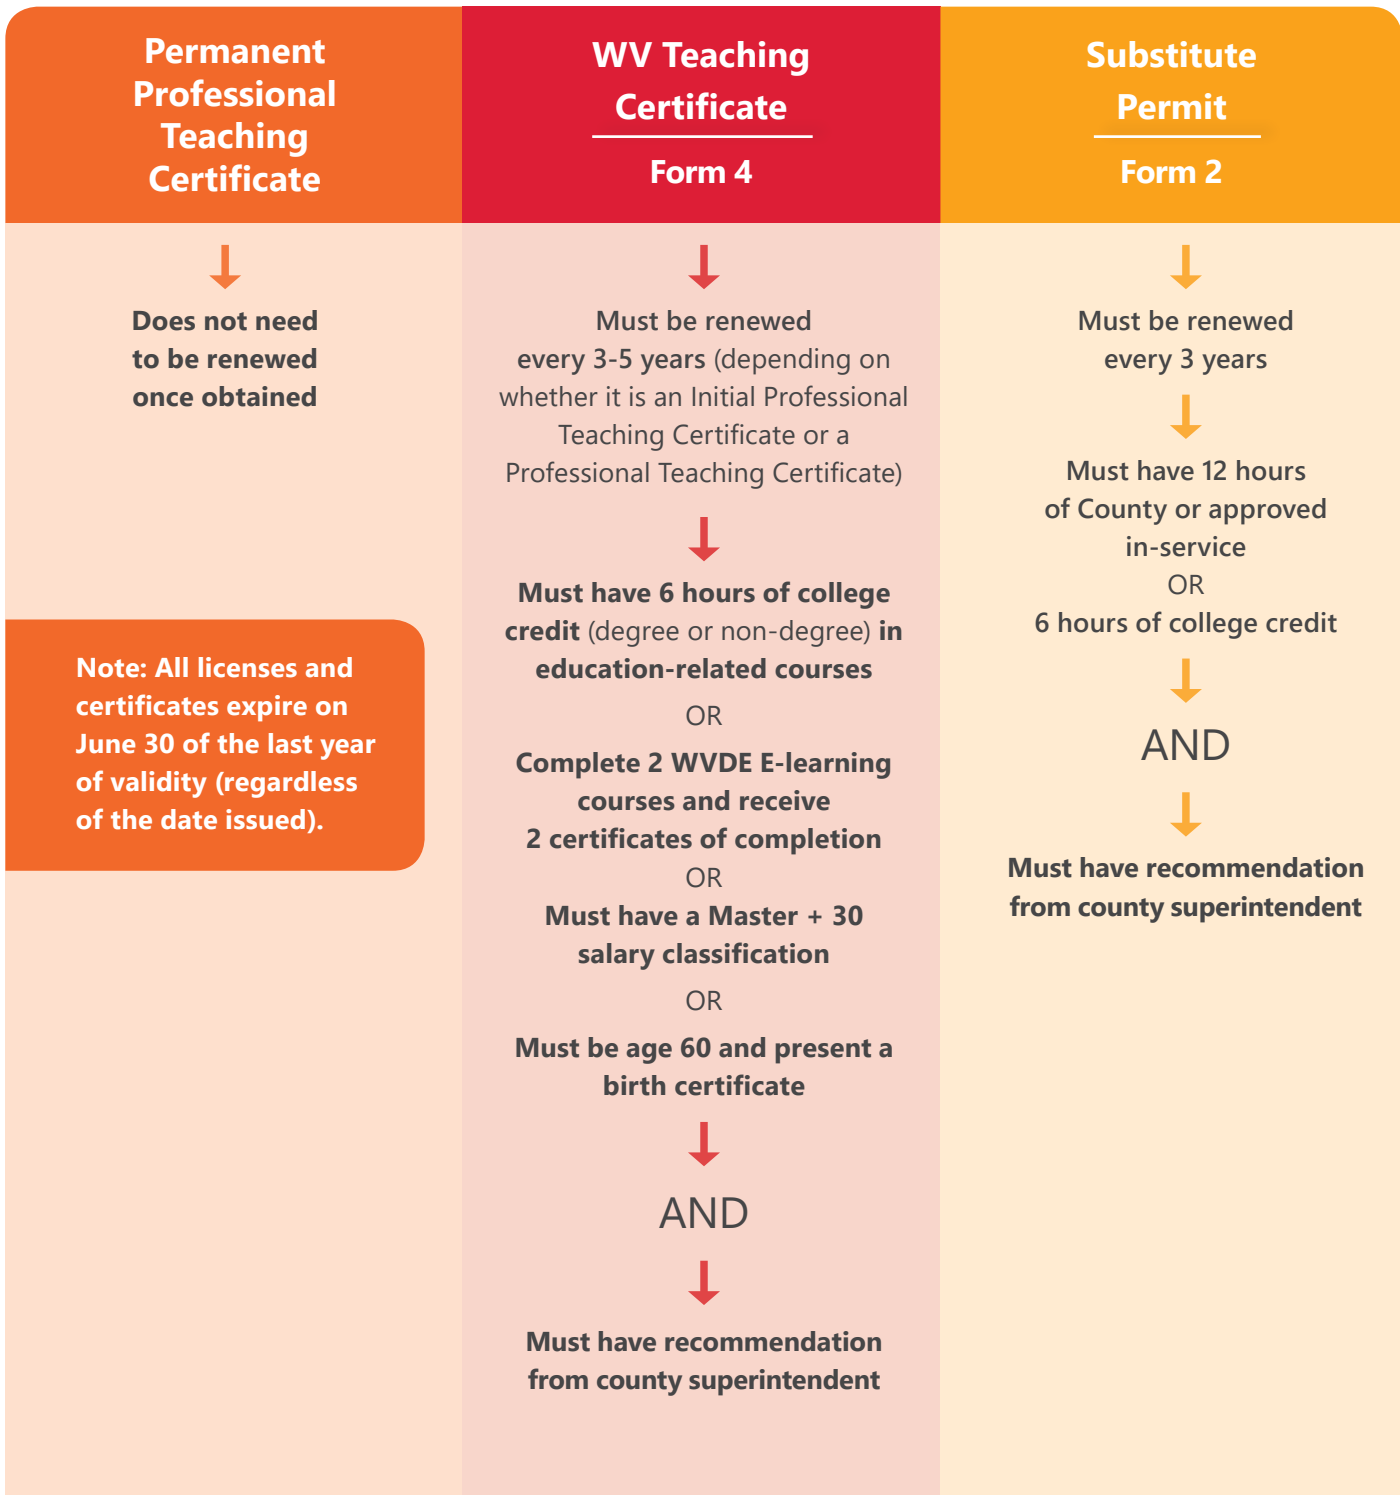 Permanent
Professional
Teaching
Certificate
Does not need
to be renewed
once obtained
Note: All licenses and
certificates expire on
June 30 of the last year
of validity (regardless
of the date issued).
WV Teaching
Certificate
Form 4
Must be renewed
every 3-5 years (depending on
whether it is an Initial Professional
Teaching Certificate or a
Professional Teaching Certificate)
Must have 6 hours of college
credit (degree or non-degree) in
education-related courses
OR
Complete 2 WVDE E-learning
courses and receive
2 certificates of completion
OR
Must have a Master + 30
salary classification
OR
Must be age 60 and present a
birth certificate
AND
Must have recommendation
from county superintendent
Substitute
Permit
Form 2
Must be renewed
every 3 years
Must have 12 hours
of County or approved
in-service
OR
6 hours of college credit
AND
Must have recommendation
from county superintendent